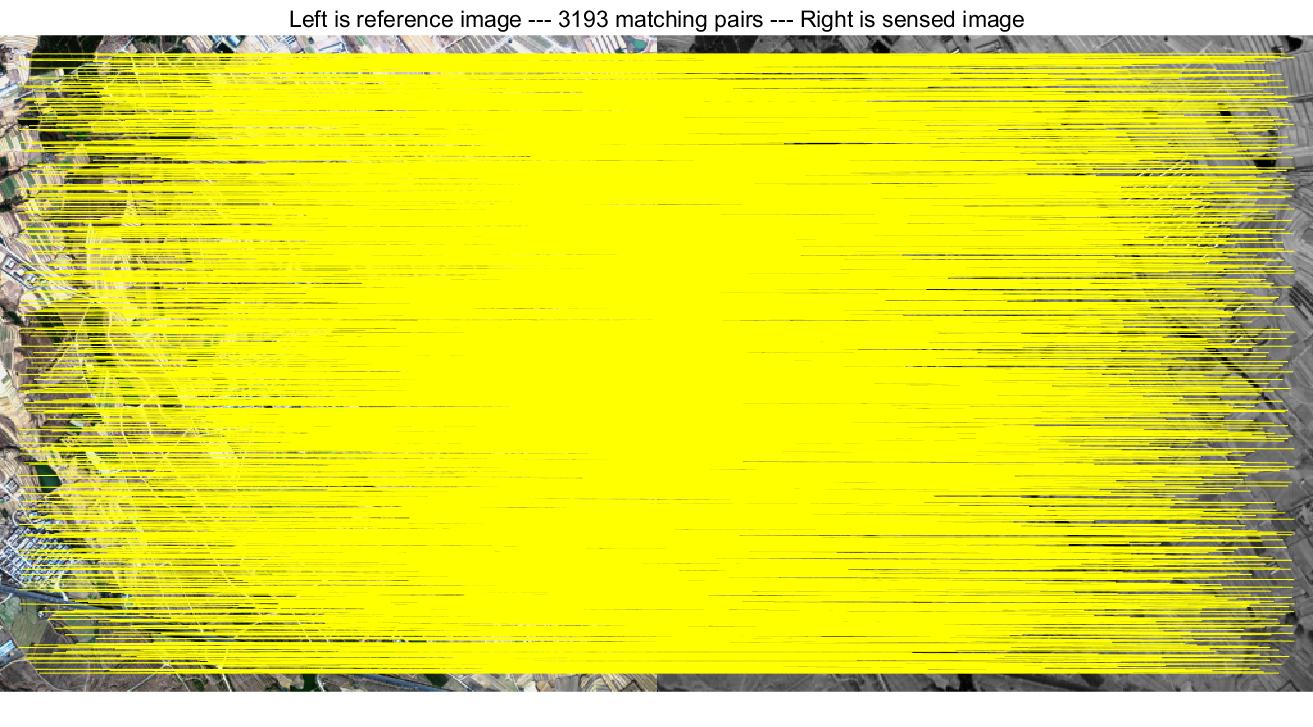 Left is reference image --- 3193 matching pairs --- Right is sensed image